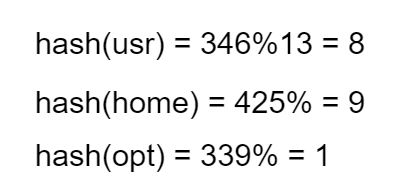 hash(usr) = 346%13 = 8
hash(home) = 425% = 9
hash(opt) = 339% = 1